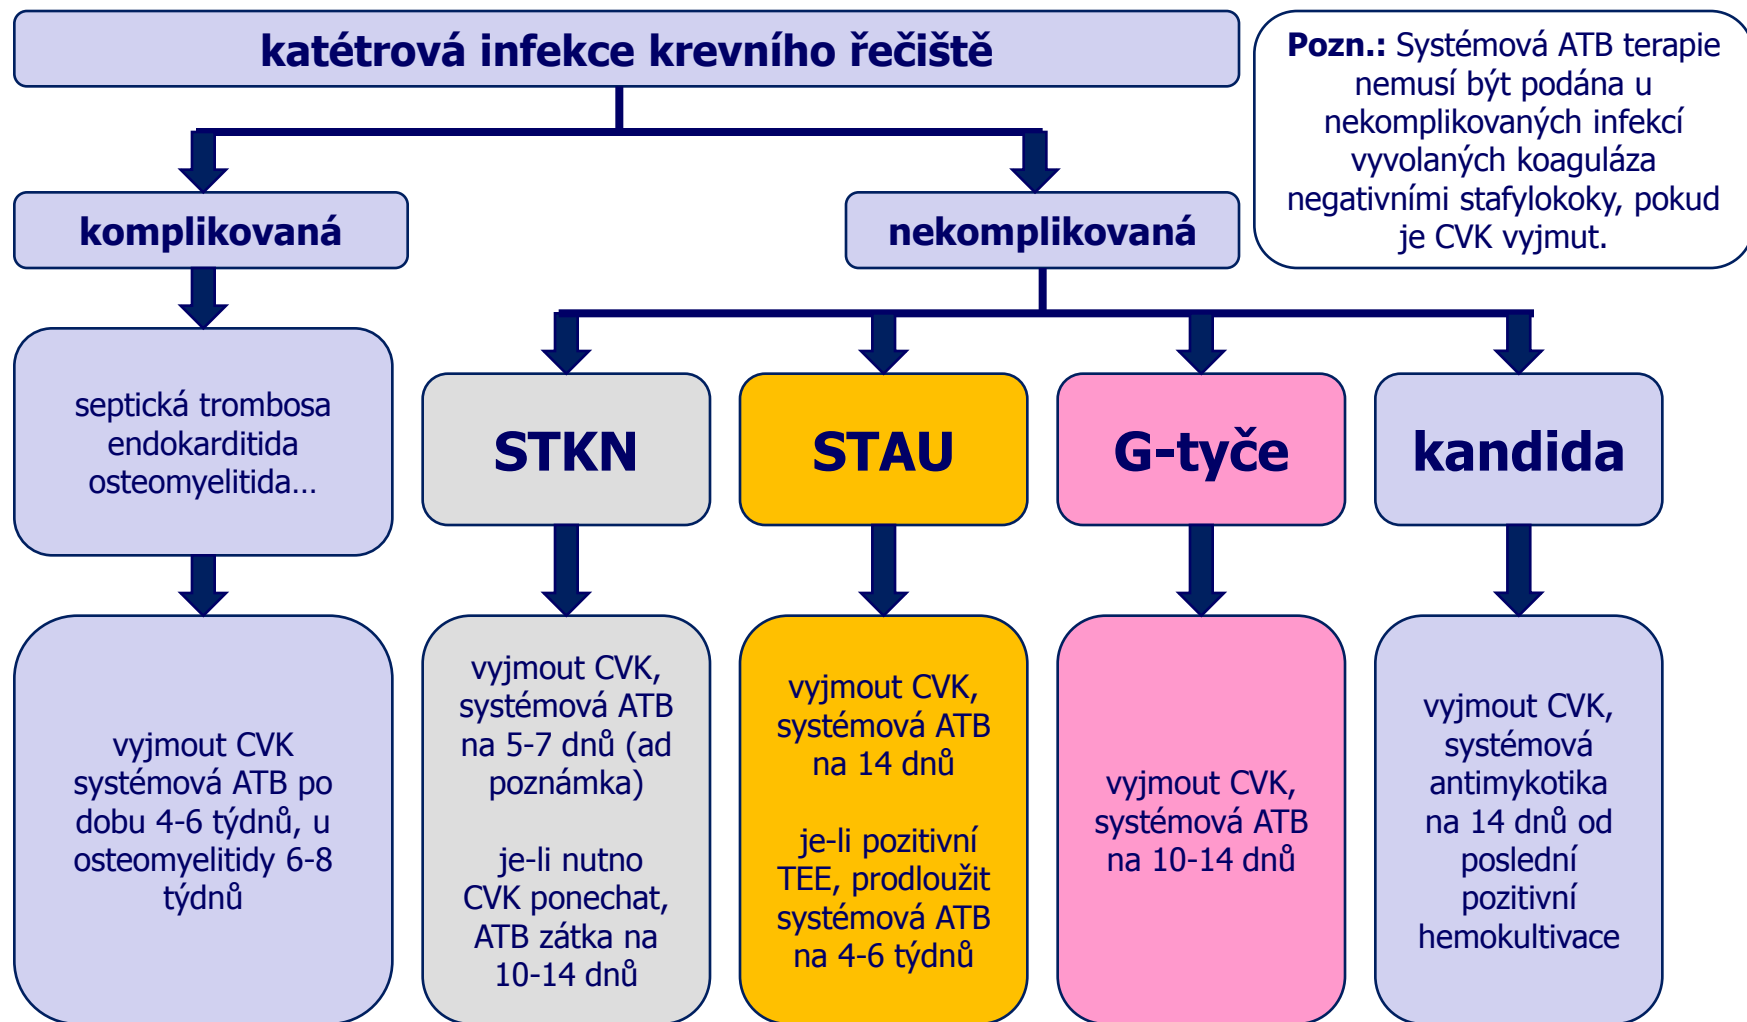 katétrová infekce krevního řečiště
Pozn.: Systémová ATB terapie
nemusí být podána u
nekomplikovaných infekcí
vyvolaných koaguláza
negativními stafylokoky, pokud
je CVK vyjmut.
komplikovaná
nekomplikovaná
septická trombosa
endokarditida
osteomyelitida…
STKN
STAU
G-tyče
kandida
vyjmout CVK
systémová ATB po
dobu 4-6 týdnů, u
osteomyelitidy 6-8
týdnů
vyjmout CVK,
systémová ATB
na 5-7 dnů (ad
poznámka)
je-li nutno
CVK ponechat,
ATB zátka na
10-14 dnů
vyjmout CVK,
systémová ATB
na 14 dnů
je-li pozitivní
TEE, prodloužit
systémová ATB
na 4-6 týdnů
vyjmout CVK,
systémová ATB
na 10-14 dnů
vyjmout CVK,
systémová
antimykotika
na 14 dnů od
poslední
pozitivní
hemokultivace